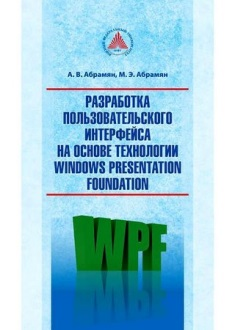 А. В. Абрамян, М. Э. Абрамян
РАЗРАБОТКА
ПОЛЬЗОВАТЕЛЬСКОГО
ИНТЕРФЕЙСА
НА ОСНОВЕ ТЕХНОЛОГИИ
WINDOWS PRESENTATION
FOUNDATION
WPF